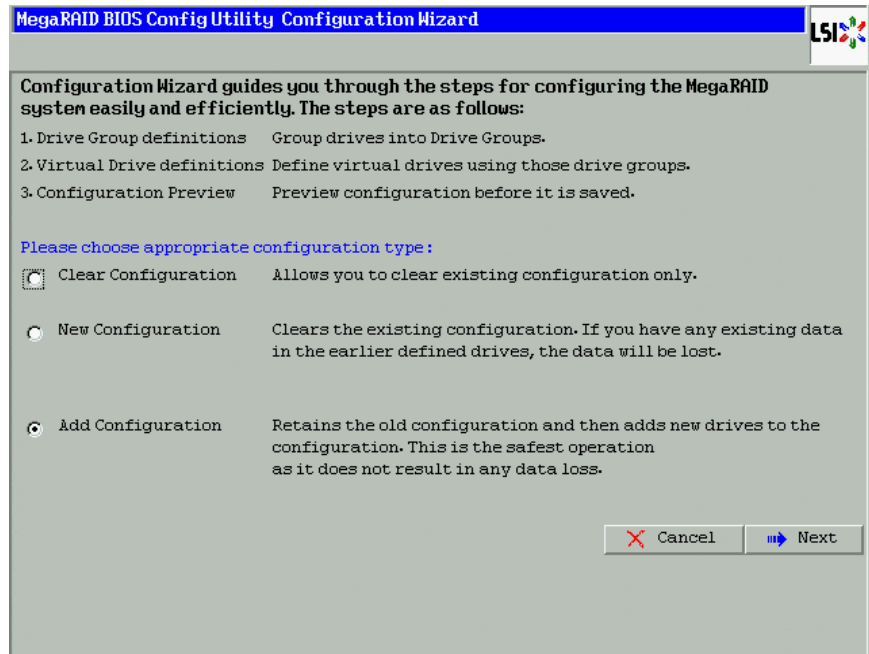 MegaRAID BIOS Config Utility Configuration Wizard
LSI
Configuration Wizard guides you through the steps for configuring the MegaRAID
system easily and efficiently. The steps are as follows:
1. Drive Group definitions Group drives into Drive Groups.
2. Virtual Drive definitions Define virtual drives using those drive groups.
3. Configuration Preview Preview configuration before it is saved.
Please choose appropriate configuration type:
Clear Configuration Allows you to clear existing configuration only.
New Configuration Clears the existing configuration. If you have any existing data
in the earlier defined drives, the data will be lost.
Add Configuration Retains the old configuration and then adds new drives to the
configuration. This is the safest operation
as it does not result in any data loss.
Cancel Next